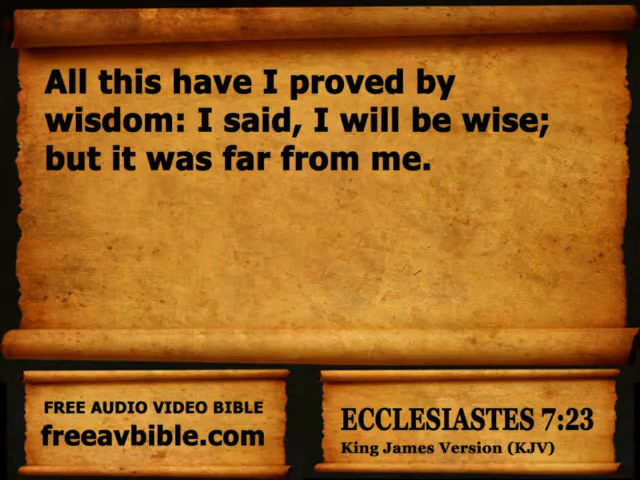 All this have I proved by
wisdom: I said, I will be wise;
but it was far from me.
FREE AUDIO VIDEO BIBLE
freeavbible.com
ECCLESIASTES 7:23
King James Version (KJV)